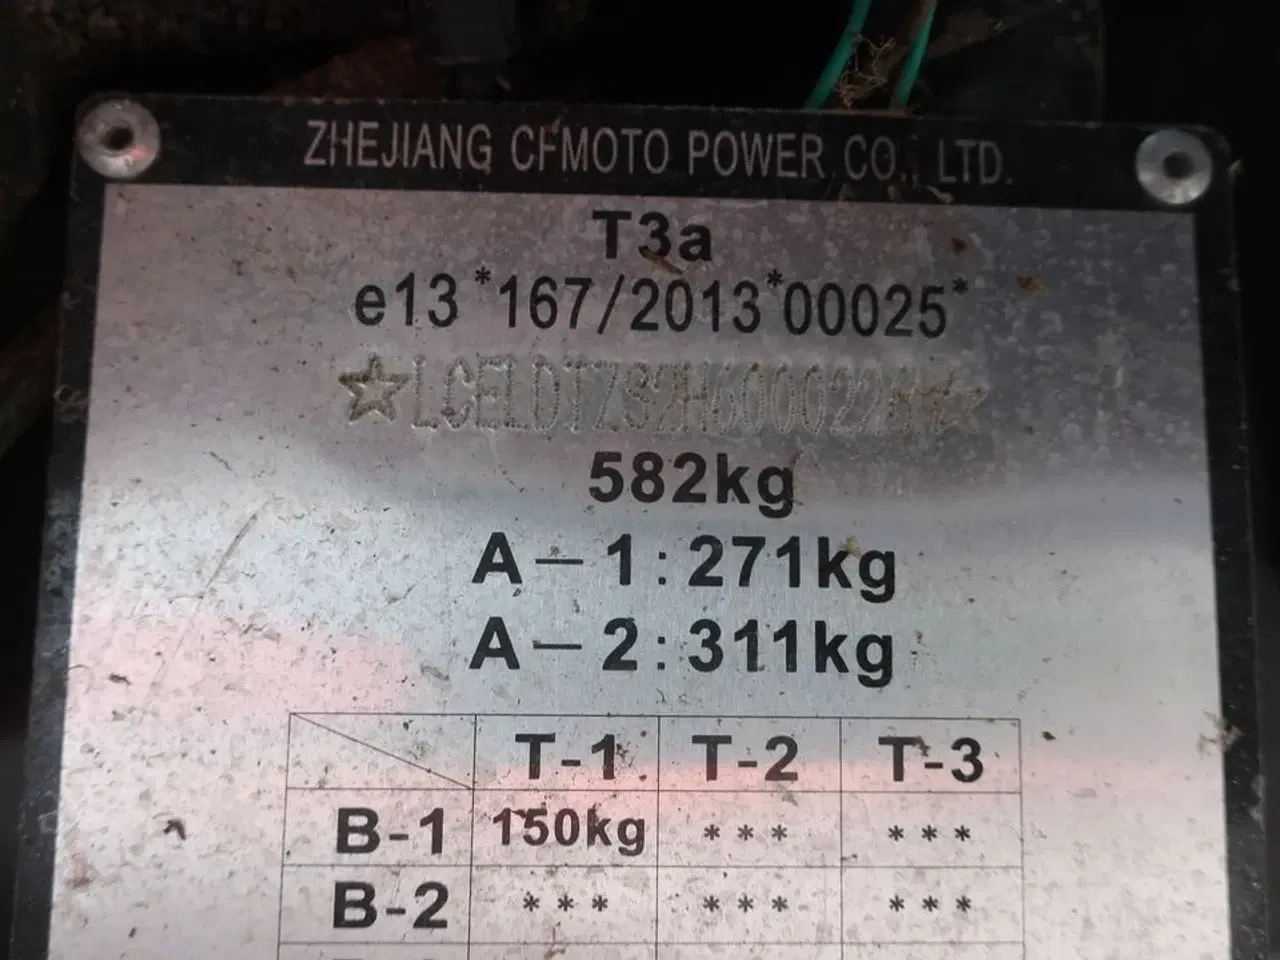 ZHEJIANG CFMOTO POWER CO., LTD.
T3a
e13*167/2013*00025*
582kg
A-1:271kg
A-2:311kg
T-1 T-2 T-3
B-1 150kg *** ***
B-2 *** *** ***